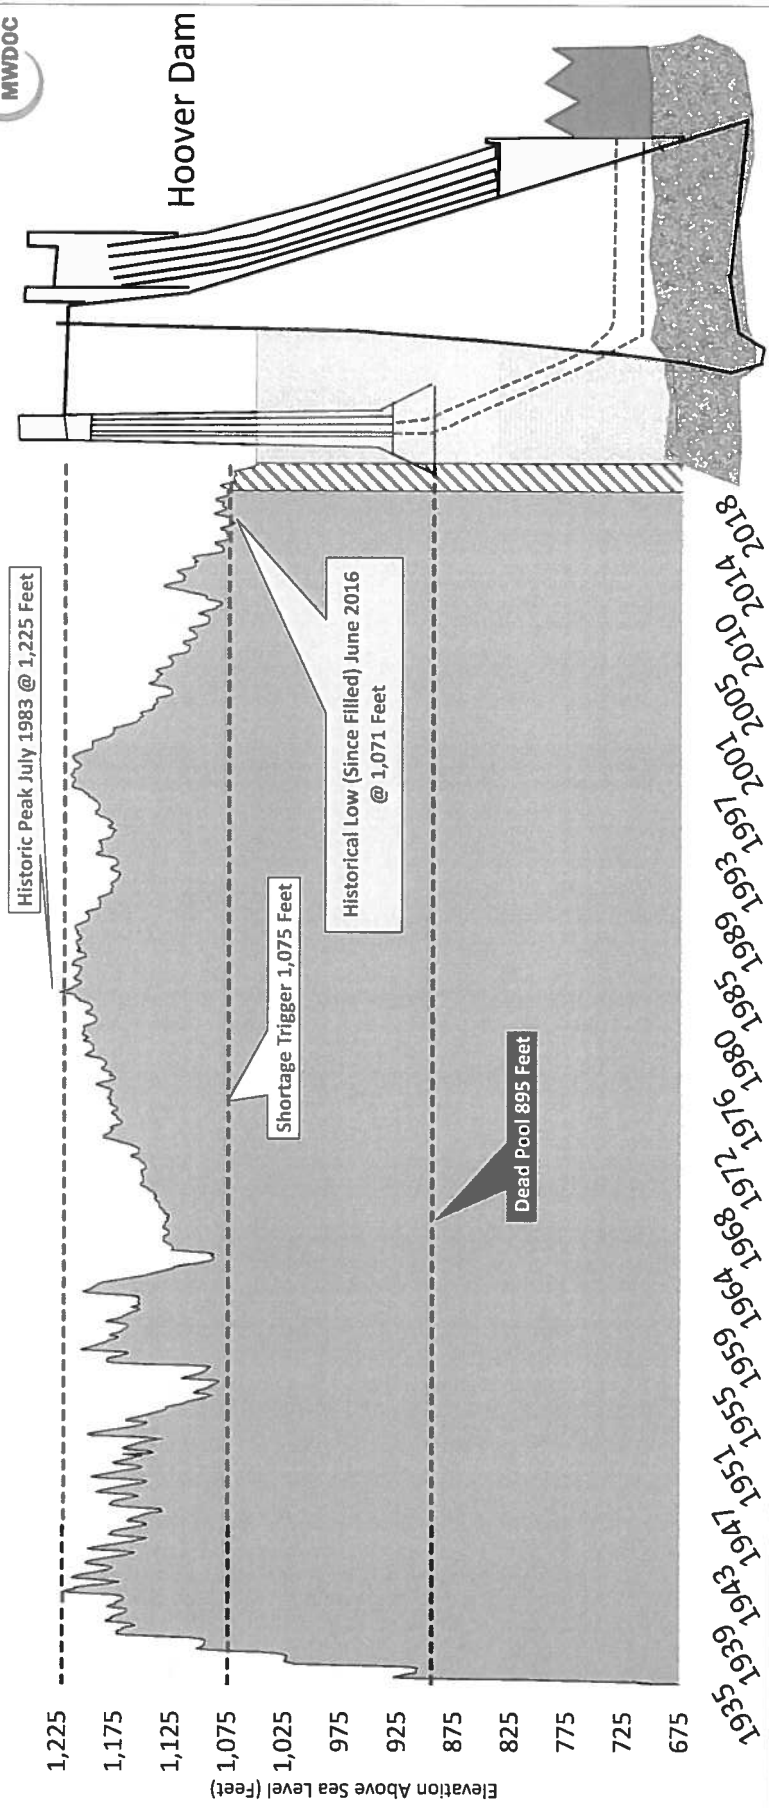 MWDOC
Hoover Dam
Historic Peak July 1983 @ 1,225 Feet
Shortage Trigger 1,075 Feet
Historical Low (Since Filled) June 2016
@ 1,071 Feet
Dead Pool 895 Feet
Elevation Above Sea Level (Feet)
1,225
1,175
1,125
1,075
1,025
975
925
875
825
775
725
675
1935 1939 1943 1947 1951 1955 1959 1964 1968 1972 1976 1980 1985 1989 1993 1997 2001 2005 2010 2014 2018